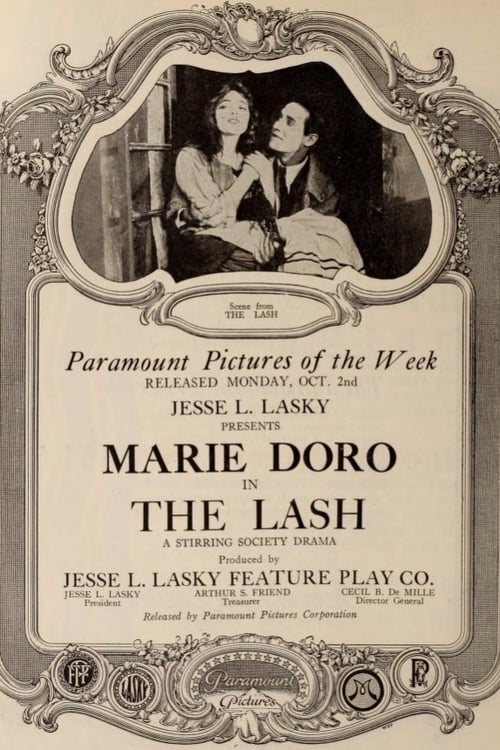 Scene from
THE LASH
Paramount Pictures of the Week
RELEASED MONDAY, OCT. 2nd
JESSE L. LASKY
PRESENTS
MARIE DORO
IN
THE LASH
A STIRRING SOCIETY DRAMA
Produced by
JESSE L. LASKY FEATURE PLAY CO.
JESSE L. LASKY ARTHUR S. FRIEND CECIL B. De MILLE
President Treasurer Director General
Released by Paramount Pictures Corporation
LASKY
Paramount
Pictures